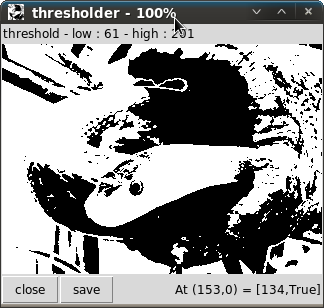 thresholder - 100%
threshold - low : 61 - high : 201
close save At (153,0) = [134,True]